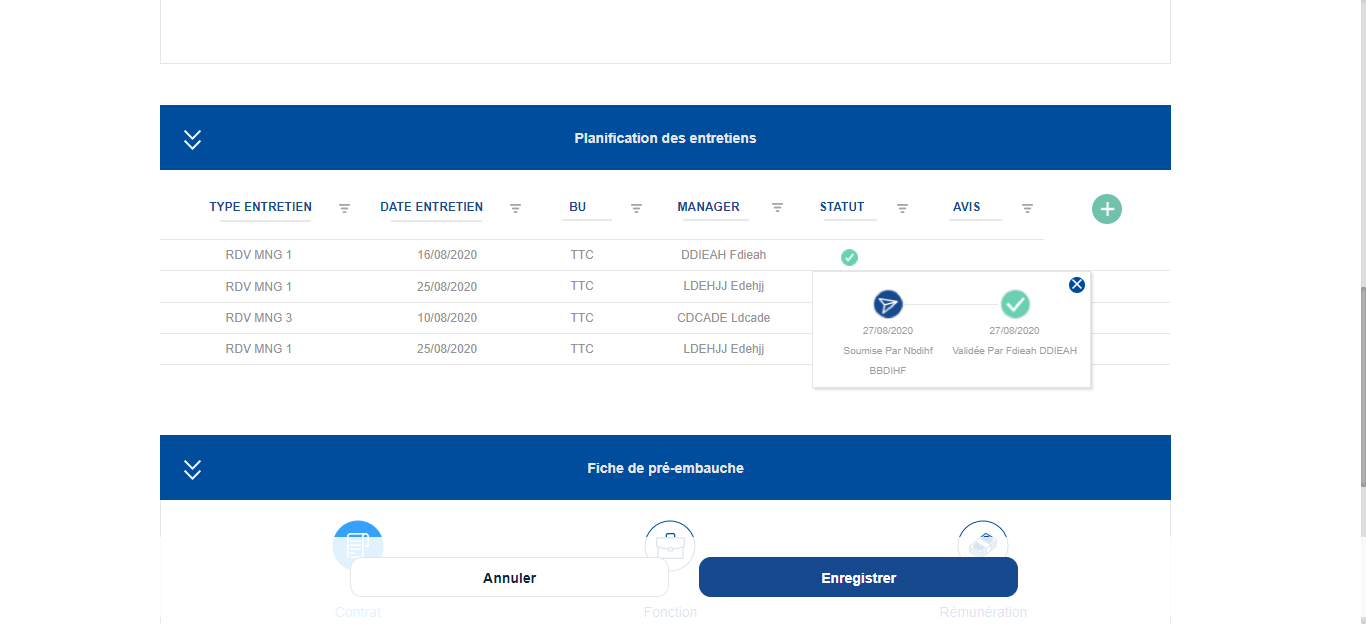 Planification des entretiens
TYPE ENTRETIEN DATE ENTRETIEN BU MANAGER STATUT AVIS
RDV MNG 1 16/08/2020 TTC DDIEAH Fdieah
RDV MNG 1 25/08/2020 TTC LDEHJJ Edehjj
RDV MNG 3 10/08/2020 TTC CDCADE Ldcade
RDV MNG 1 25/08/2020 TTC LDEHJJ Edehjj
27/08/2020 27/08/2020
Soumise Par Nbdihf Validée Par Fdieah DDIEAH
BBDIHF
Fiche de pré-embauche
Annuler Enregistrer
Contrat Fonction Rémunération